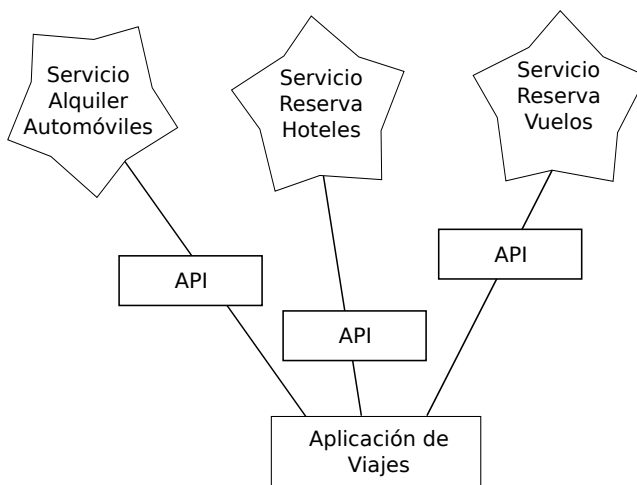 Servicio
Alquiler
Automóviles
Servicio
Reserva
Hoteles
Servicio
Reserva
Vuelos
API
API
API
Aplicación de
Viajes